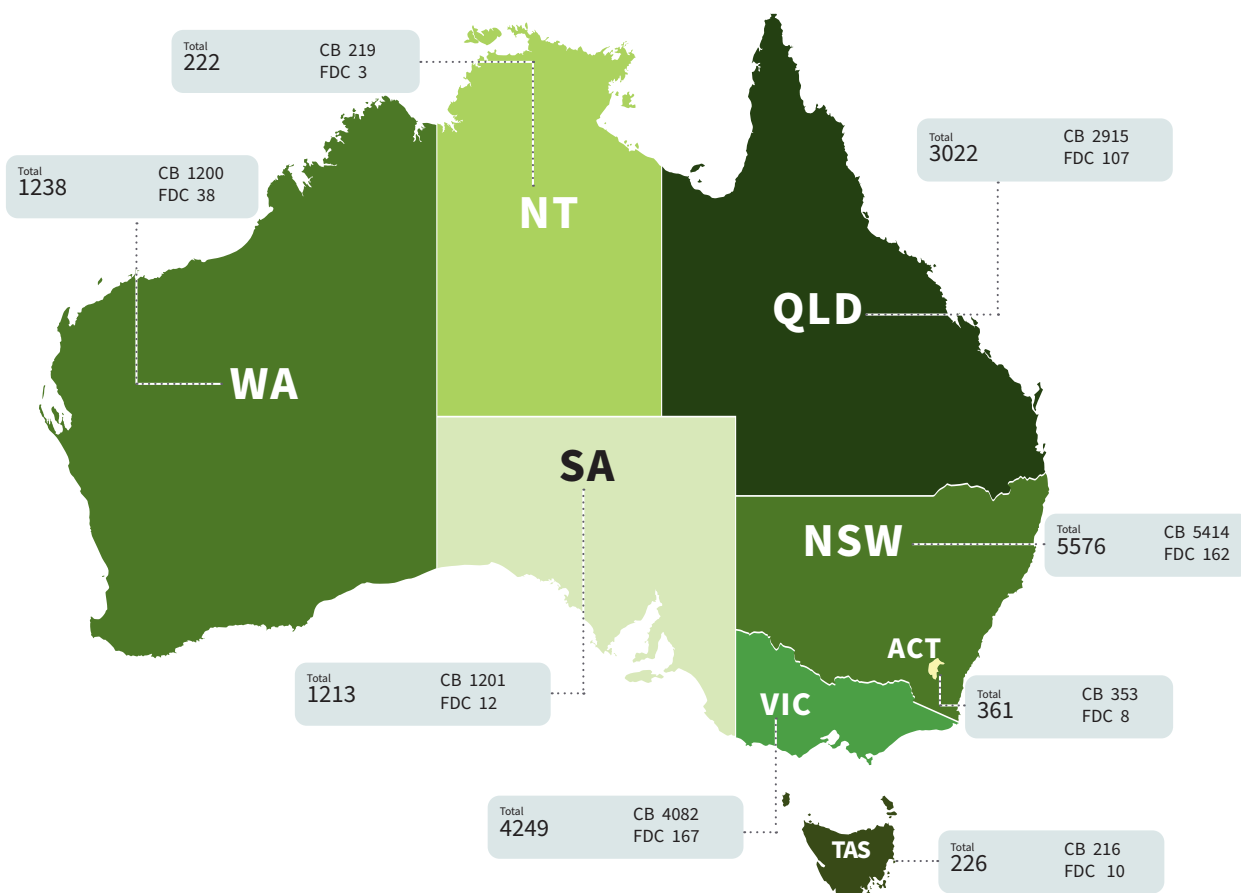 Total
222
CB 219
FDC 3
Total
1238
CB 1200
FDC 38
Total
3022
CB 2915
FDC 107
NT
QLD
WA
SA
NSW
Total
5576
CB 5414
FDC 162
ACT
Total
1213
CB 1201
FDC 12
VIC
Total
361
CB 353
FDC 8
Total
4249
CB 4082
FDC 167
TAS
Total
226
CB 216
FDC 10